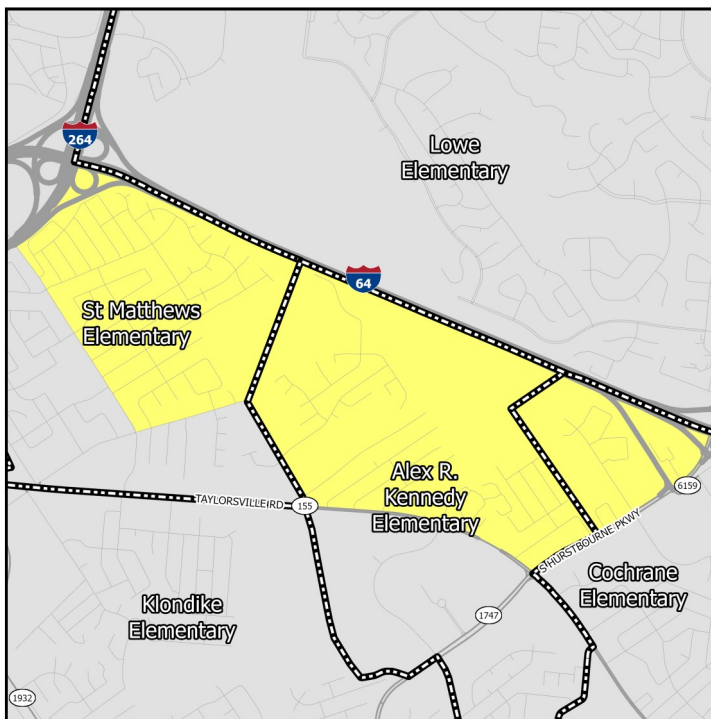 264
Lowe
Elementary
64
St Matthews
Elementary
Alex R.
Kennedy
Elementary
6159
TAYLORSVILLE RD
155
S HURSTBOURNE PKWY
Cochrane
Elementary
Klondike
Elementary
1747
1932